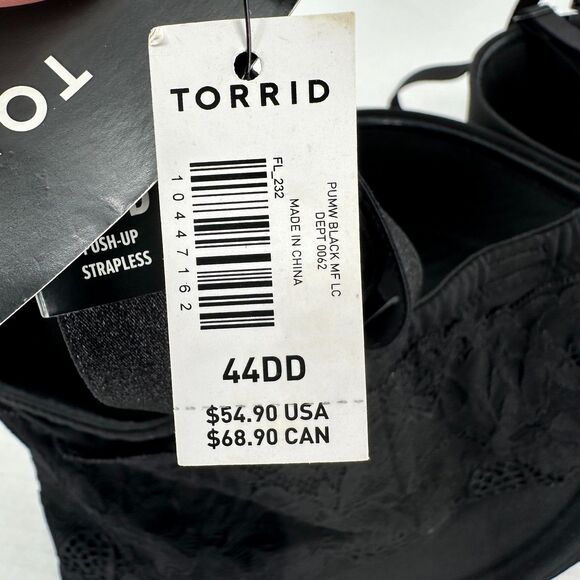 TORRID
FL_232
PUMW BLACK MF LC
DEPT 0062
MADE IN CHINA
10447162
44DD
$54.90 USA
$68.90 CAN
PUSH-UP
STRAPLESS
TO